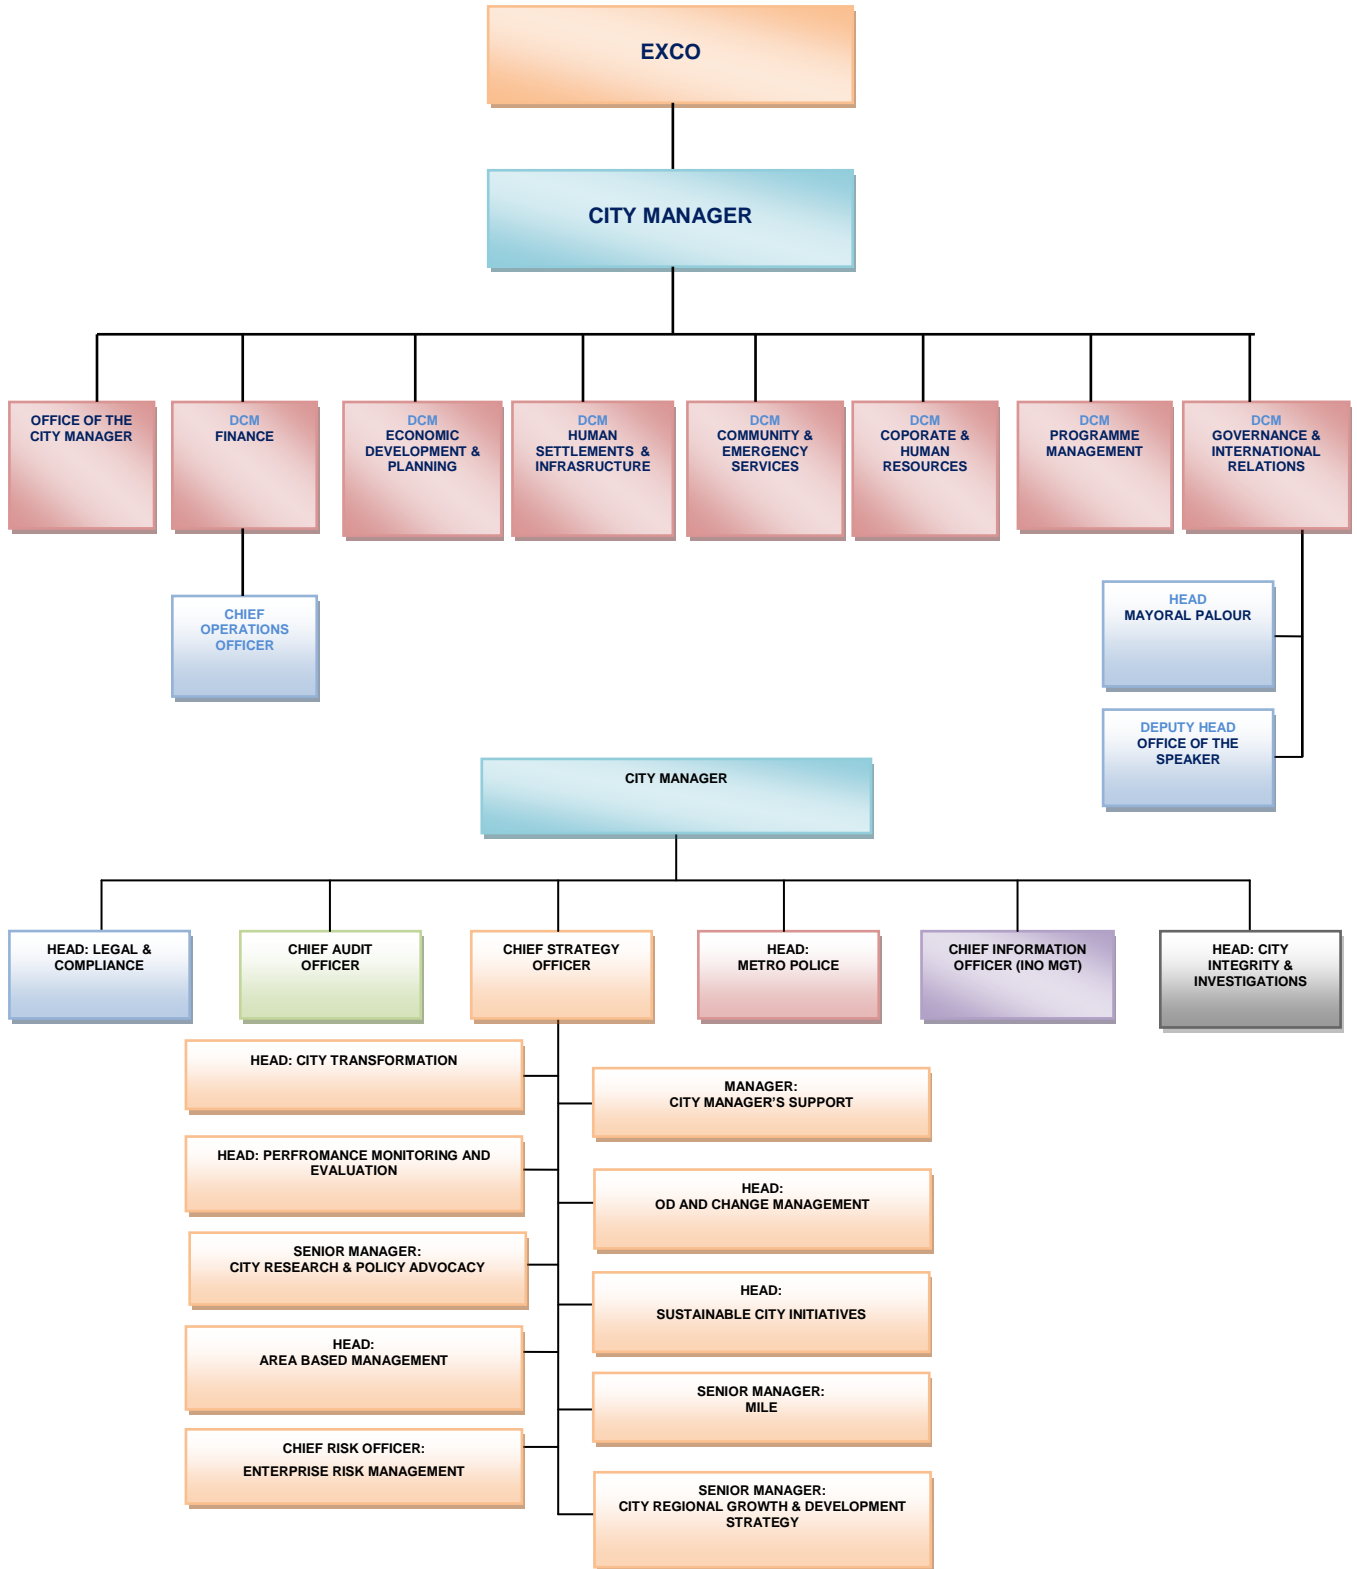 EXCO
CITY MANAGER
OFFICE OF THE
CITY MANAGER
DCM
FINANCE
DCM
ECONOMIC
DEVELOPMENT &
PLANNING
DCM
HUMAN
SETTLEMENTS &
INFRASRUCTURE
DCM
COMMUNITY &
EMERGENCY
SERVICES
DCM
COPORATE &
HUMAN
RESOURCES
DCM
PROGRAMME
MANAGEMENT
DCM
GOVERNANCE &
INTERNATIONAL
RELATIONS
CHIEF
OPERATIONS
OFFICER
HEAD
MAYORAL PALOUR
DEPUTY HEAD
OFFICE OF THE
SPEAKER
CITY MANAGER
HEAD: LEGAL &
COMPLIANCE
CHIEF AUDIT
OFFICER
CHIEF STRATEGY
OFFICER
HEAD:
METRO POLICE
CHIEF INFORMATION
OFFICER (INO MGT)
HEAD: CITY
INTEGRITY &
INVESTIGATIONS
HEAD: CITY TRANSFORMATION
MANAGER:
CITY MANAGER'S SUPPORT
HEAD: PERFROMANCE MONITORING AND
EVALUATION
HEAD:
OD AND CHANGE MANAGEMENT
SENIOR MANAGER:
CITY RESEARCH & POLICY ADVOCACY
HEAD:
SUSTAINABLE CITY INITIATIVES
HEAD:
AREA BASED MANAGEMENT
SENIOR MANAGER:
MILE
CHIEF RISK OFFICER:
ENTERPRISE RISK MANAGEMENT
SENIOR MANAGER:
CITY REGIONAL GROWTH & DEVELOPMENT
STRATEGY